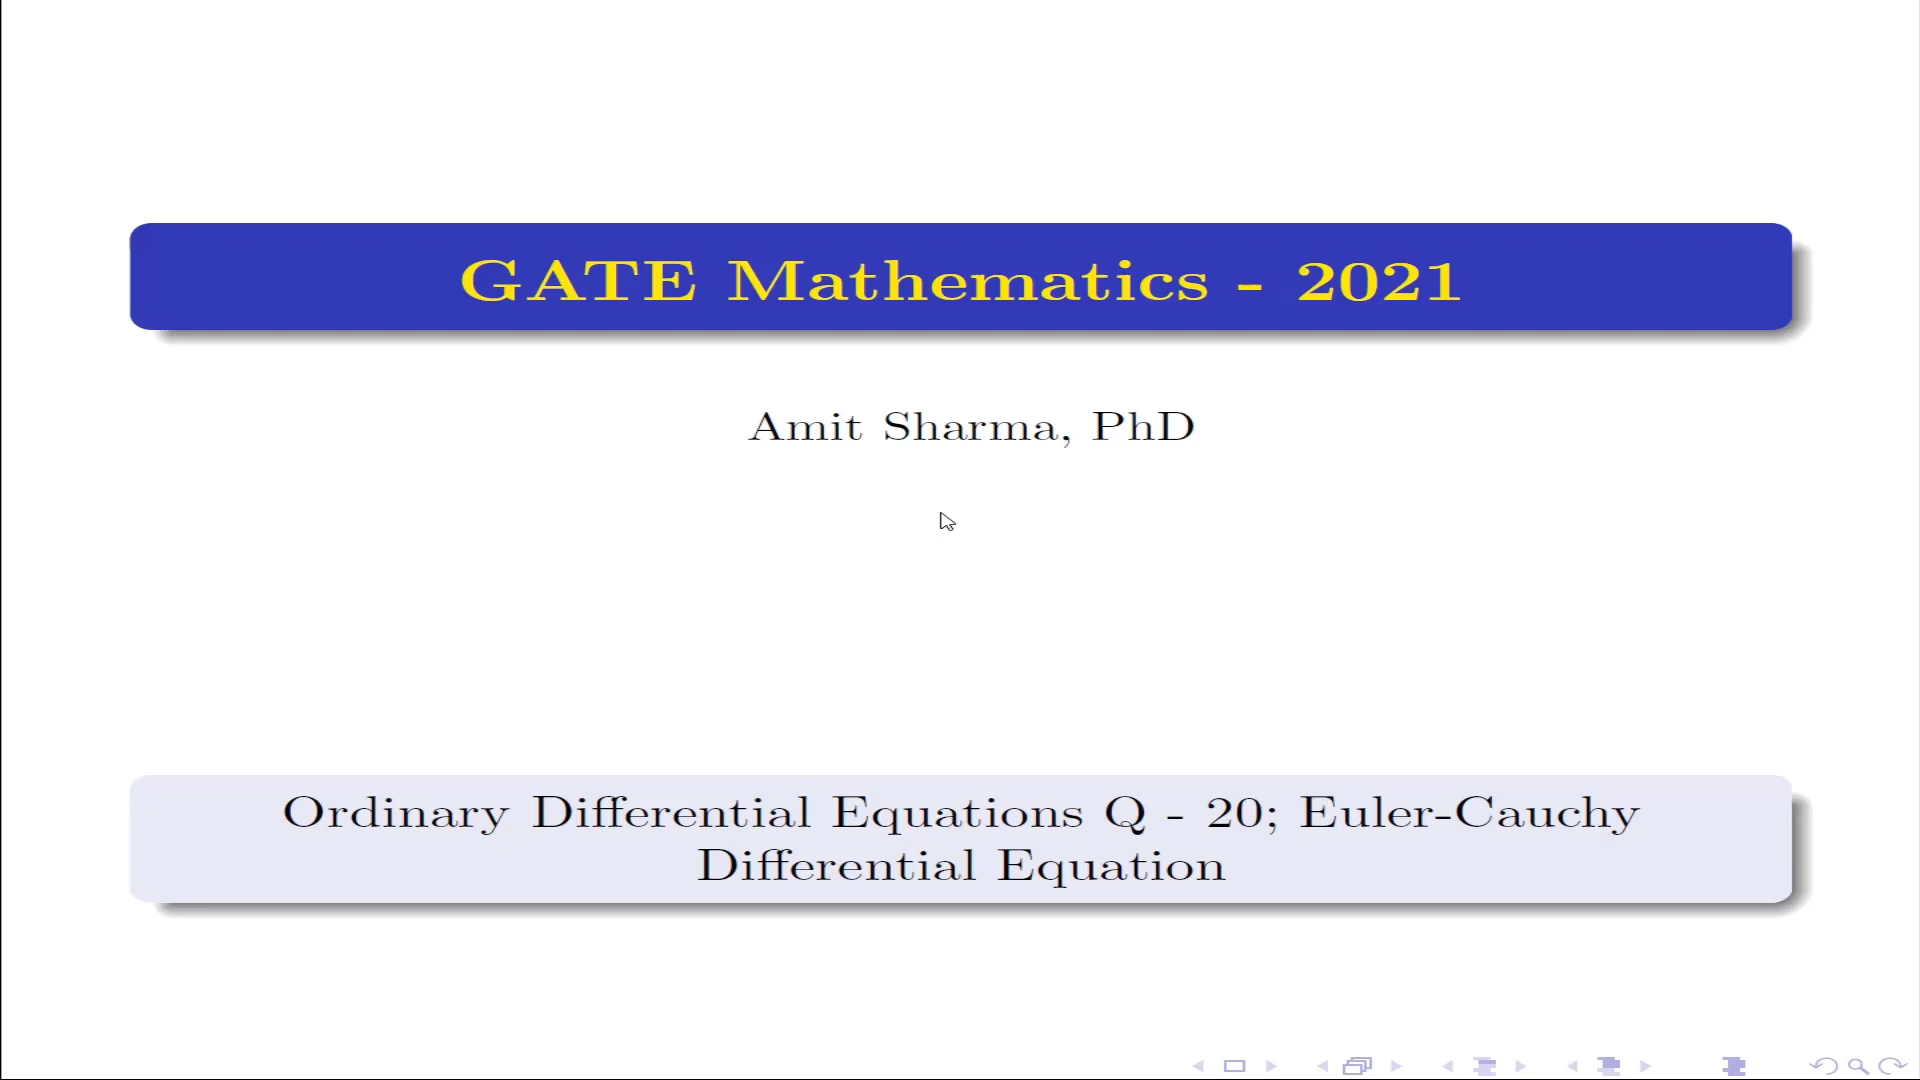 GATE Mathematics - 2021
Amit Sharma, PhD
Ordinary Differential Equations Q - 20; Euler-Cauchy
Differential Equation